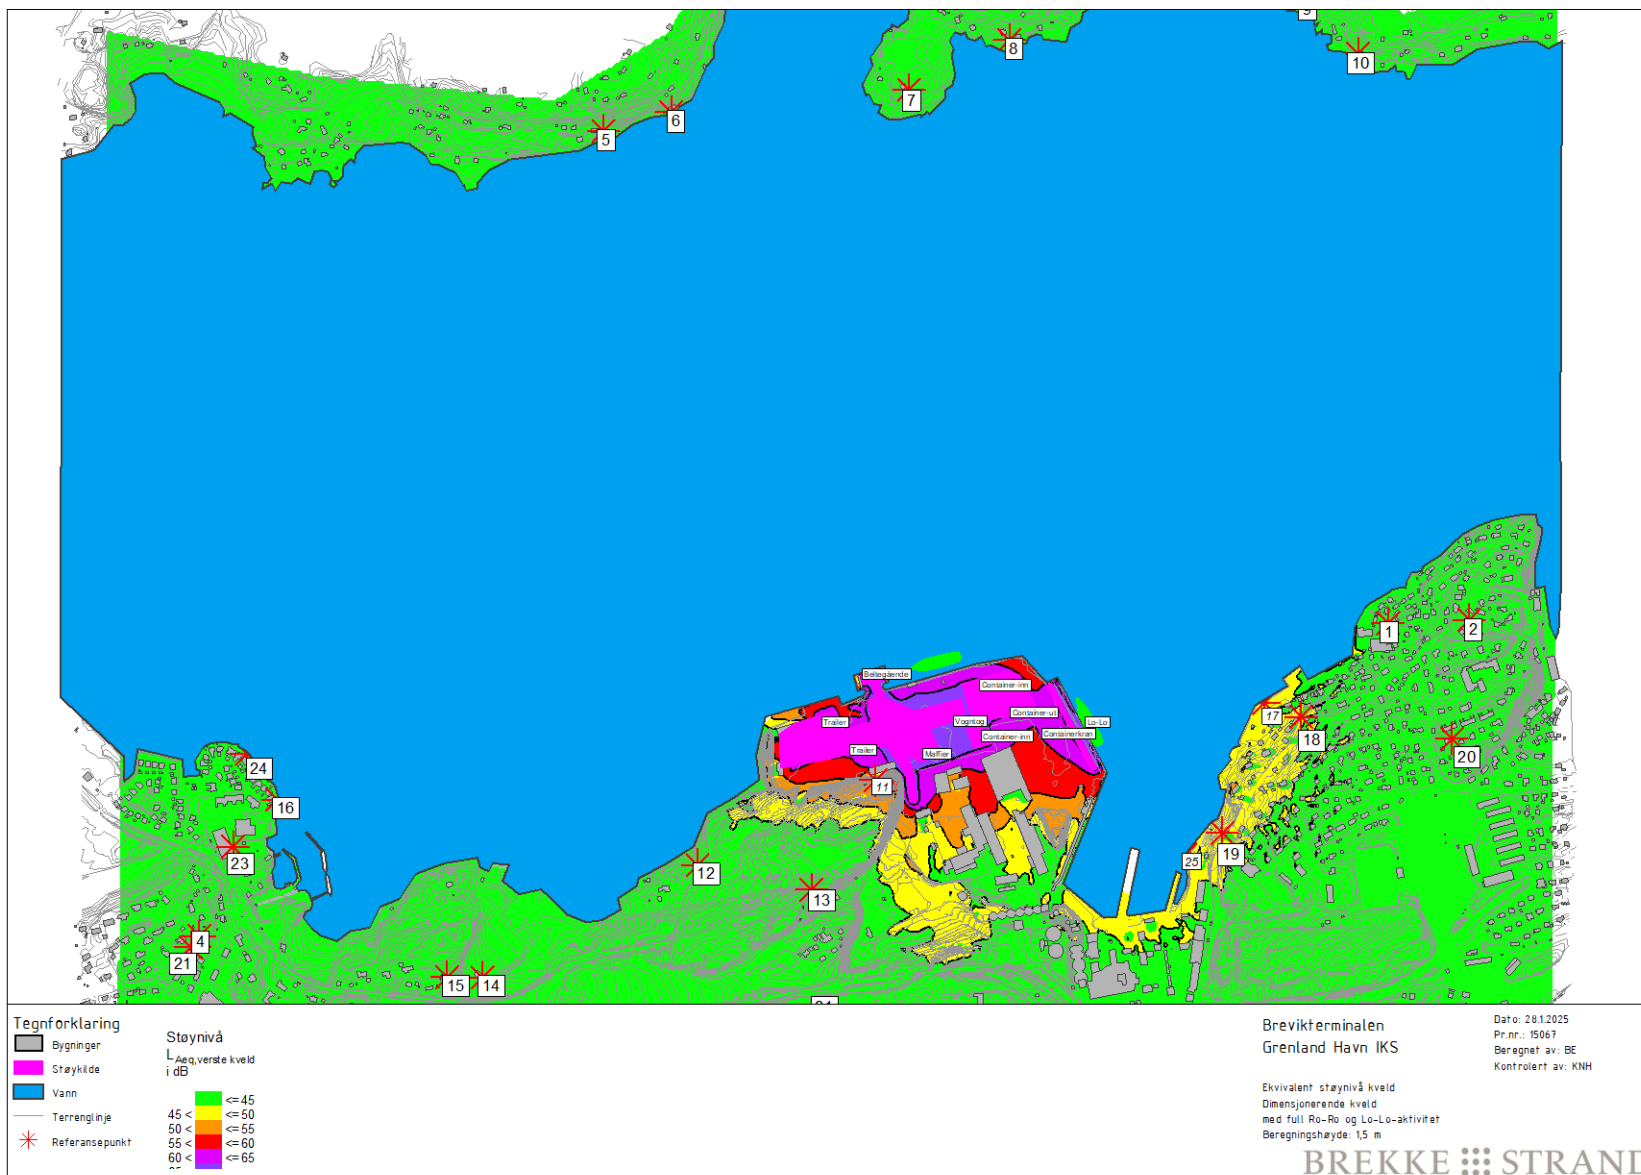 9
8
10
7
6
5
1
2
Beltegående
Container-inn
Trailer
Vogntog
Container-ut
Lo-Lo
Container-inn
Containerkran
Trailer
Maffier
17
18
20
24
11
16
23
12
25
19
13
4
21
15
14
Tegnforklaring
Bygninger
Støykilde
Vann
Terrenglinje
Referansepunkt
Støynivå
LAeq,verste kveld
i dB
<= 45
45 < <= 50
50 < <= 55
55 < <= 60
60 < <= 65
Brevikterminalen
Grenland Havn IKS
Ekvivalent støynivå kveld
Dimensjonerende kveld
med full Ro-Ro og Lo-Lo-aktivitet
Beregningshøyde: 1,5 m
Dato: 28.1.2025
Pr.nr.: 15067
Beregnet av: BE
Kontrolert av: KNH
BREKKE STRAND